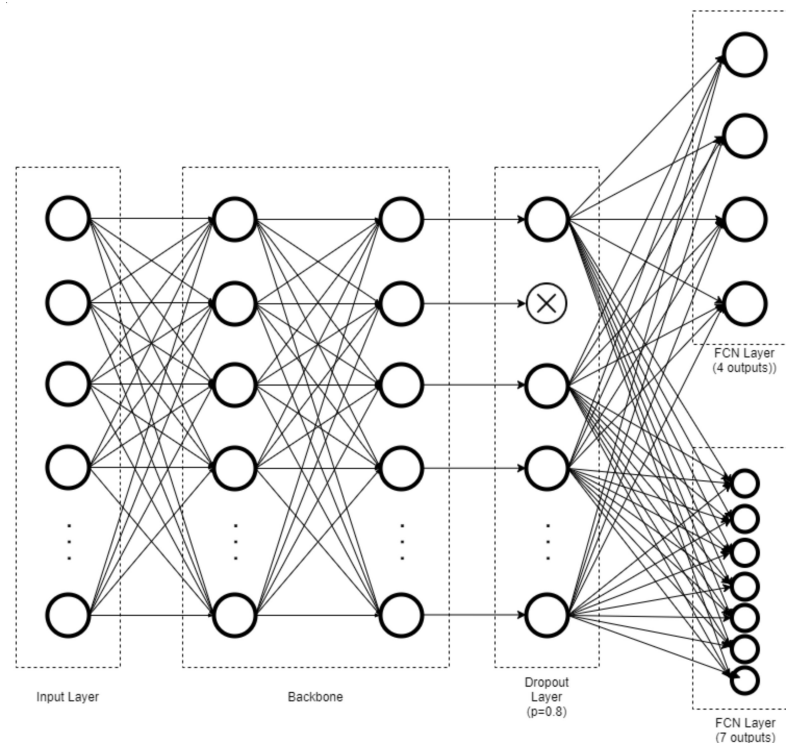 FCN Layer
(4 outputs))
Input Layer
Backbone
Dropout
Layer
(p=0.8)
FCN Layer
(7 outputs)